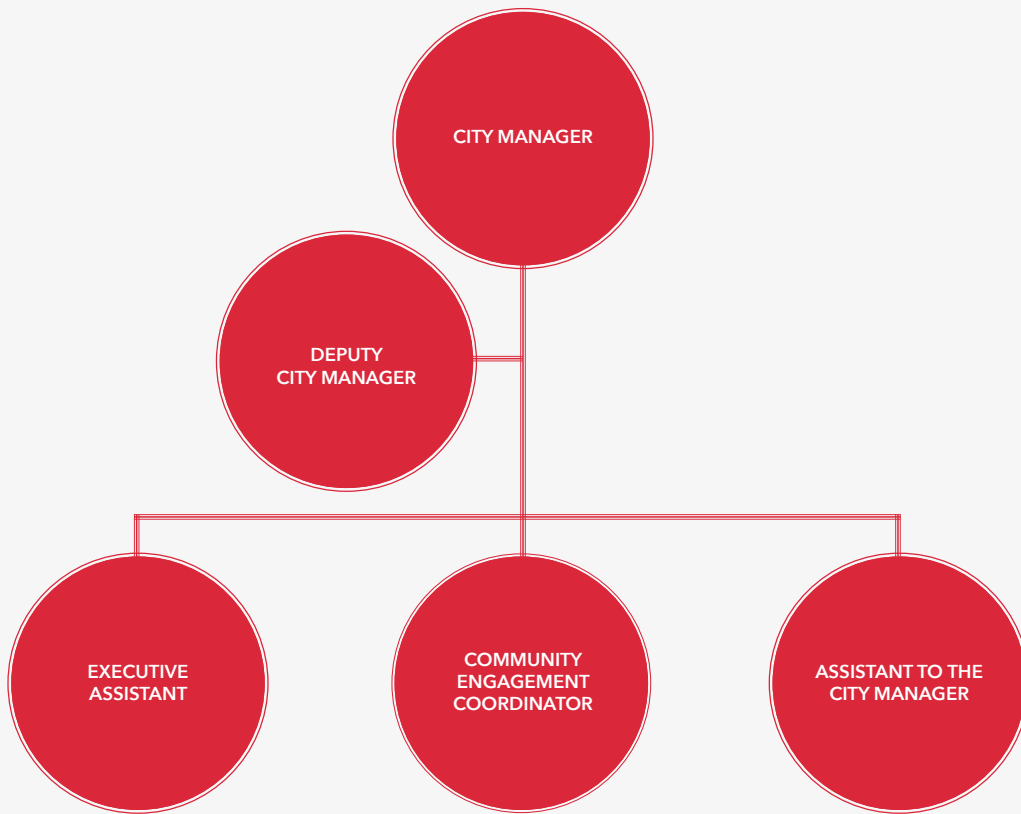 CITY MANAGER
DEPUTY
CITY MANAGER
EXECUTIVE
ASSISTANT
COMMUNITY
ENGAGEMENT
COORDINATOR
ASSISTANT TO THE
CITY MANAGER